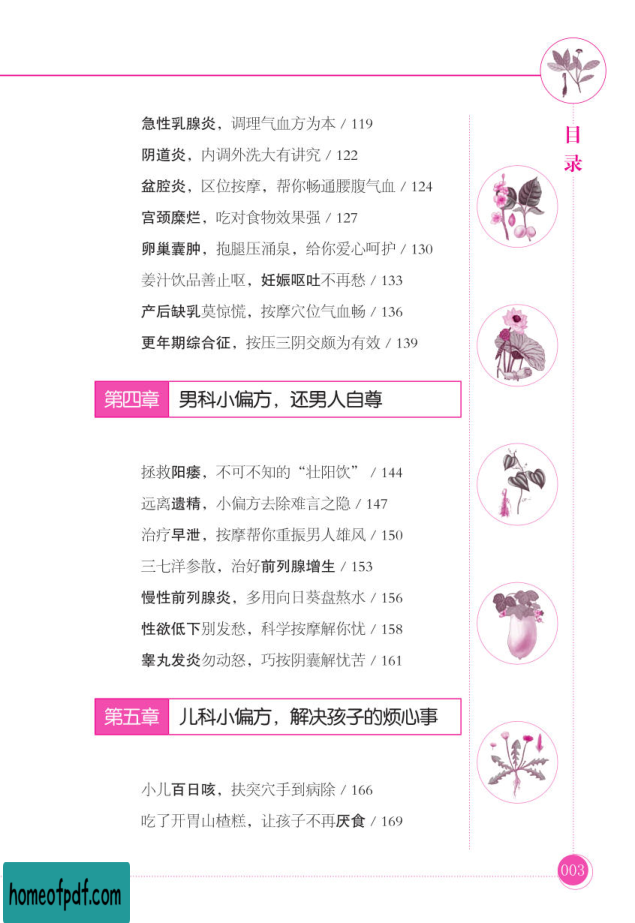 目录
急性乳腺炎，调理气血方为本 / 119
阴道炎，内调外洗大有讲究 / 122
盆腔炎，区位按摩，帮你畅通腰腹气血 / 124
宫颈糜烂，吃对食物效果强 / 127
卵巢囊肿，抱腿压涌泉，给你爱心呵护 / 130
姜汁饮品善止呕，妊娠呕吐不再愁 / 133
产后缺乳莫惊慌，按摩穴位气血畅 / 136
更年期综合征，按压三阴交颇为有效 / 139
第四章 男科小偏方，还男人自尊
拯救阳痿，不可不知的“壮阳饮” / 144
远离遗精，小偏方去除难言之隐 / 147
治疗早泄，按摩帮你重振男人雄风 / 150
三七洋参散，治好前列腺增生 / 153
慢性前列腺炎，多用向日葵盘熬水 / 156
性欲低下别发愁，科学按摩解你忧 / 158
睾丸发炎勿动怒，巧按阴囊解忧苦 / 161
第五章 儿科小偏方，解决孩子的烦心事
小儿百日咳，扶突穴手到病除 / 166
吃了开胃山楂糕，让孩子不再厌食 / 169
003
homeofpdf.com